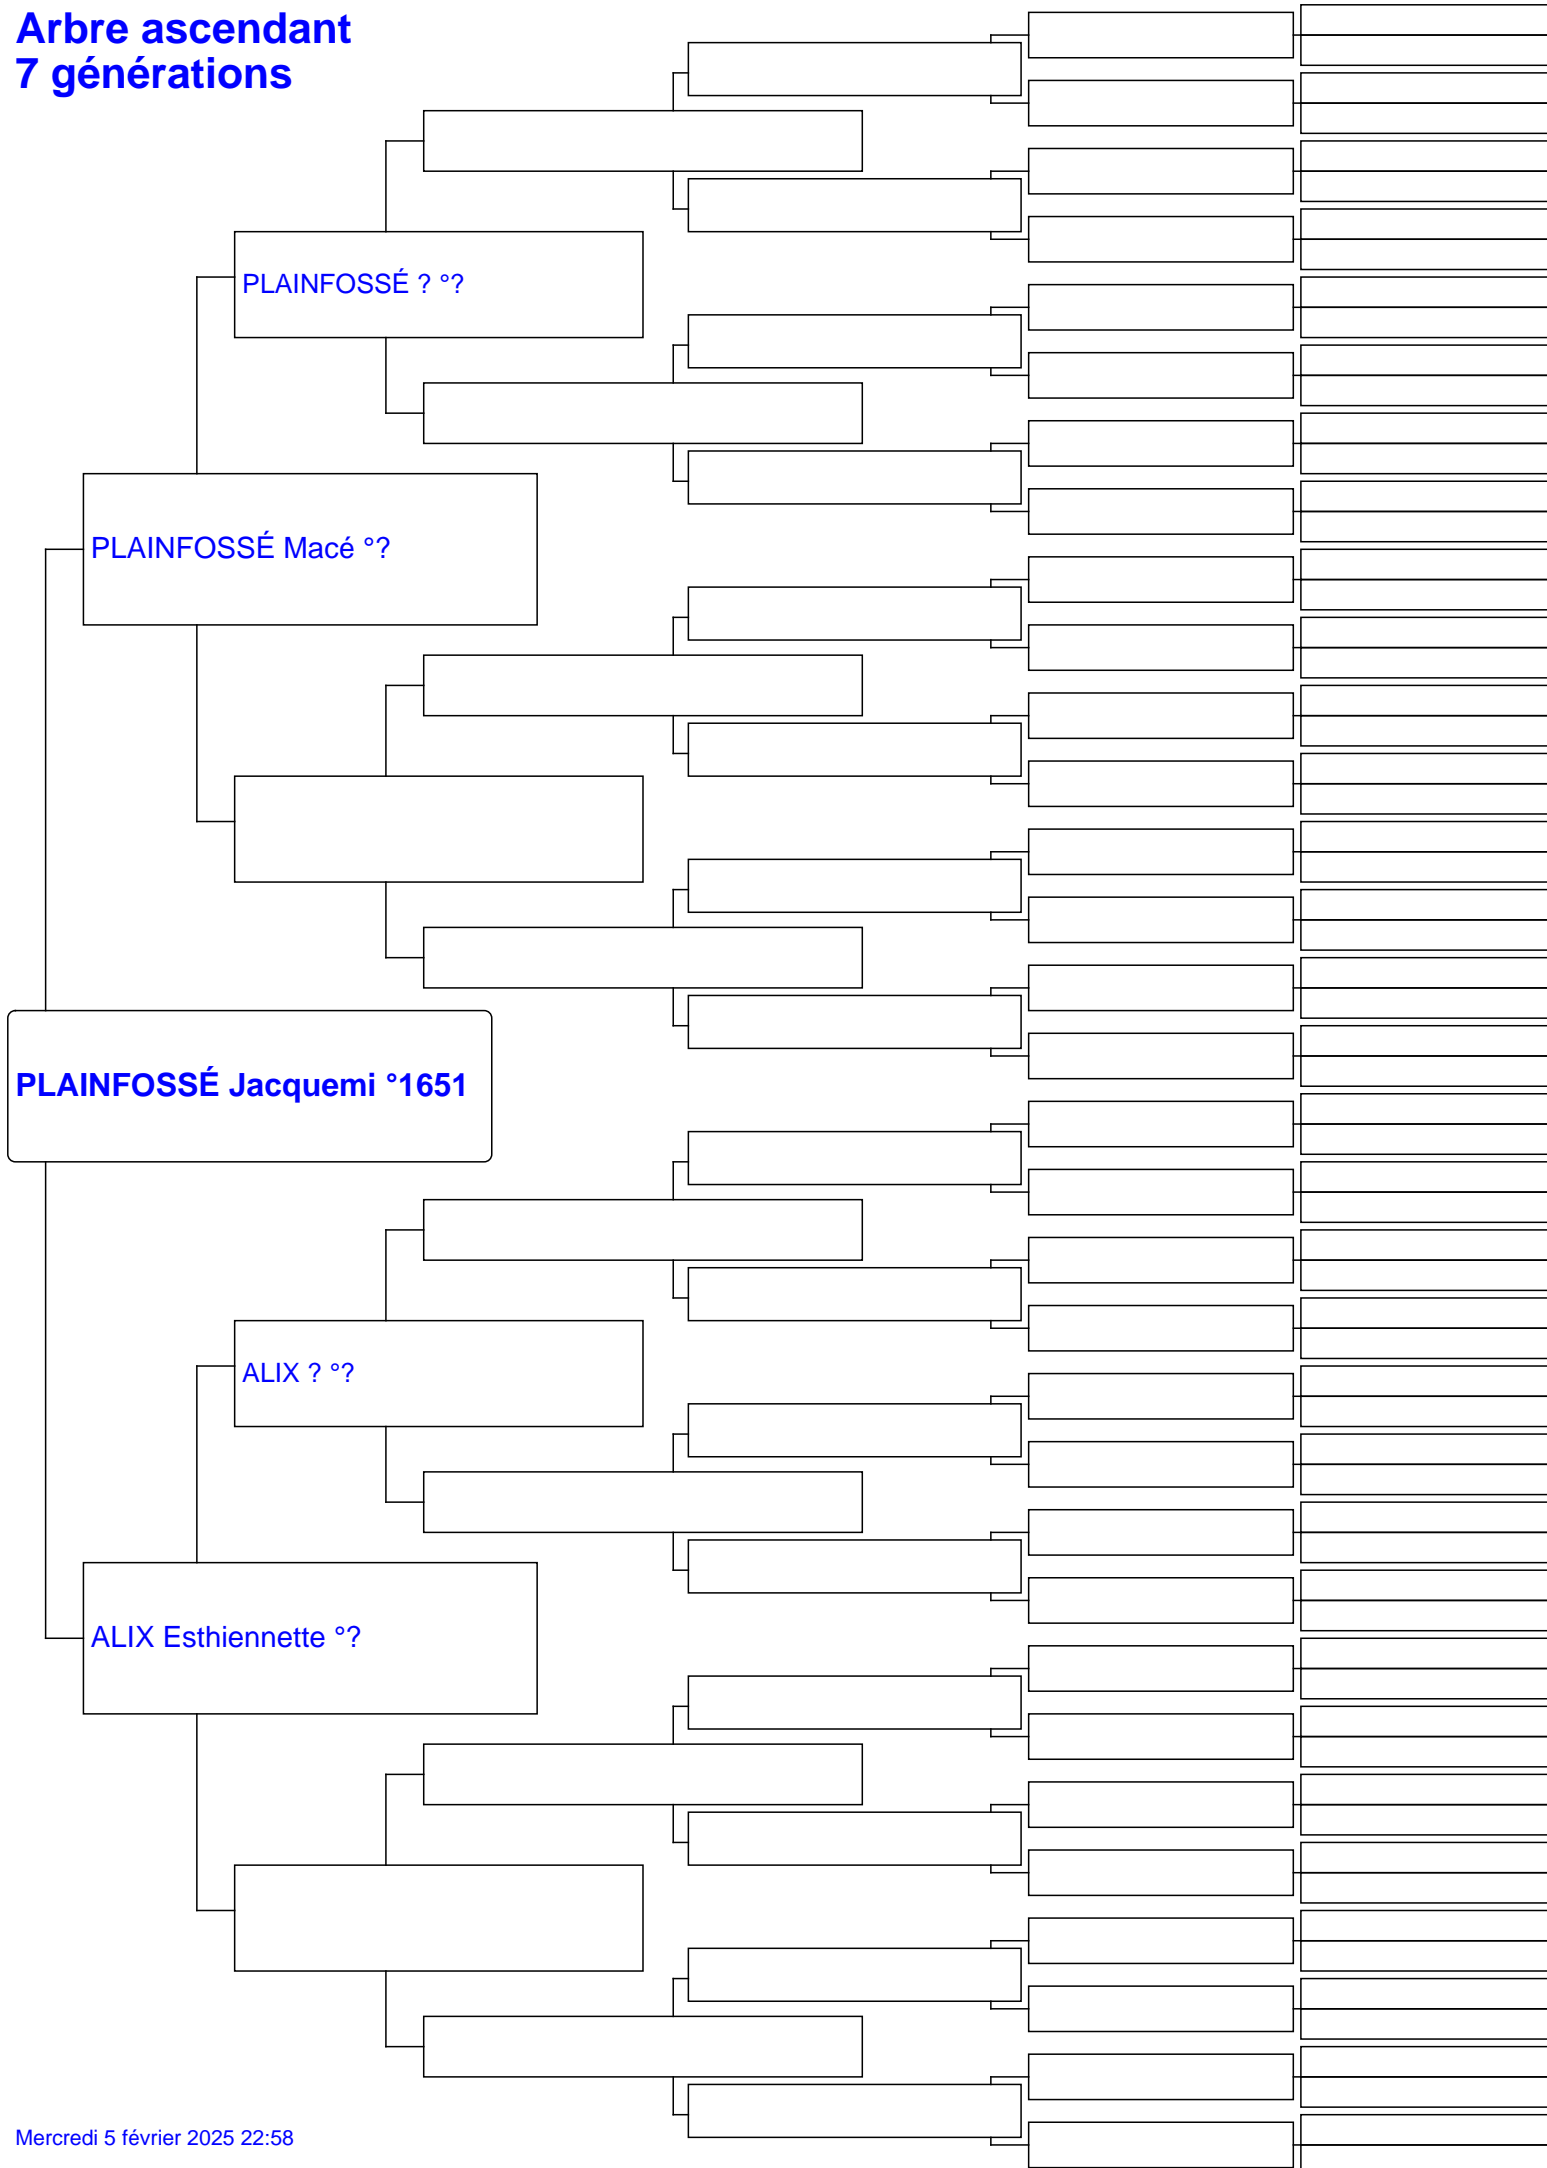 Arbre ascendant
7 générations
PLAINFOSSÉ ? °?
PLAINFOSSÉ Macé °?
PLAINFOSSÉ Jacquemi °1651
ALIX ? °?
ALIX Esthiennette °?
Mercredi 5 février 2025 22:58